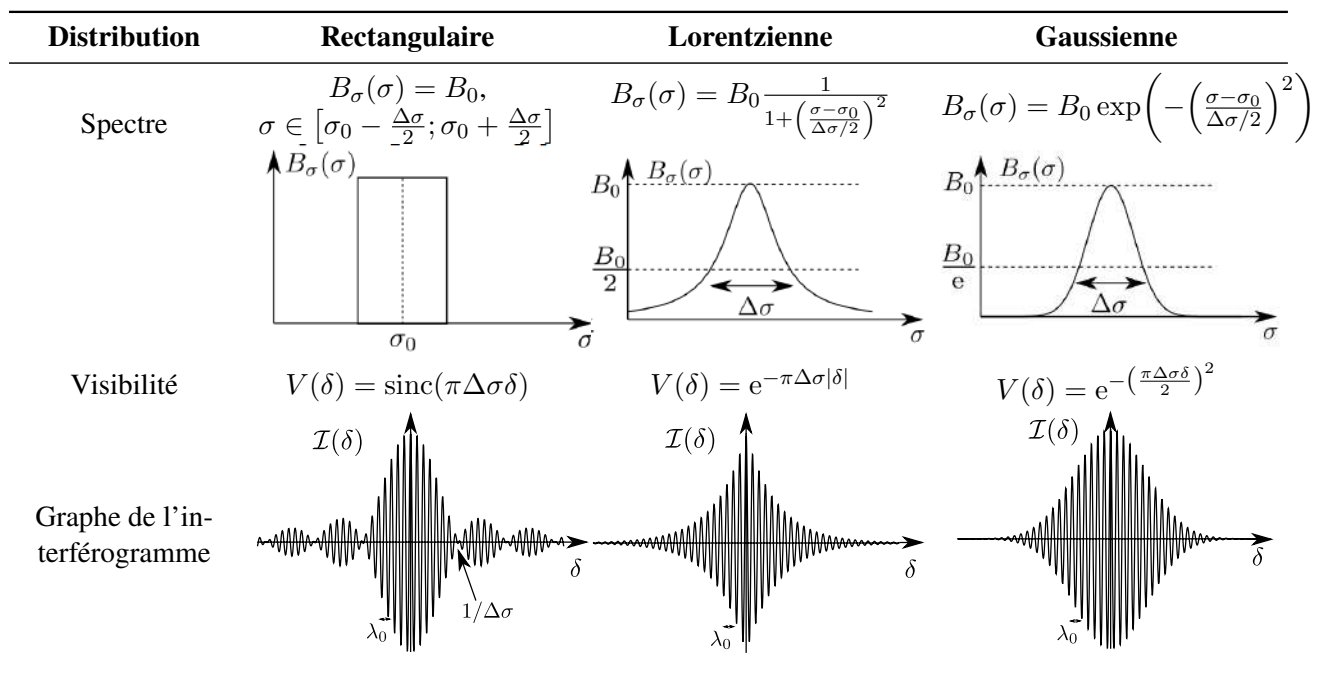 Distribution Rectangulaire Lorentzienne Gaussienne
Spectre
B_σ(σ) = B_0,
σ ∈ [σ_0 − Δσ/2; σ_0 + Δσ/2]
B_σ(σ) = B_0 1/(1+((σ−σ_0)/(Δσ/2))^2)
B_σ(σ) = B_0 exp(−((σ−σ_0)/(Δσ/2))^2)
B_σ(σ)
σ_0
σ
B_0
B_σ(σ)
B_0/2
Δσ
σ
B_0
B_σ(σ)
B_0/e
Δσ
σ
Visibilité V(δ) = sinc(πΔσδ) V(δ) = e^{−πΔσ|δ|} V(δ) = e^{−(πΔσδ/2)^2}
Graphe de l’in-
terférogramme
I(δ)
δ
1/Δσ
λ_0
I(δ)
δ
λ_0
I(δ)
δ
λ_0